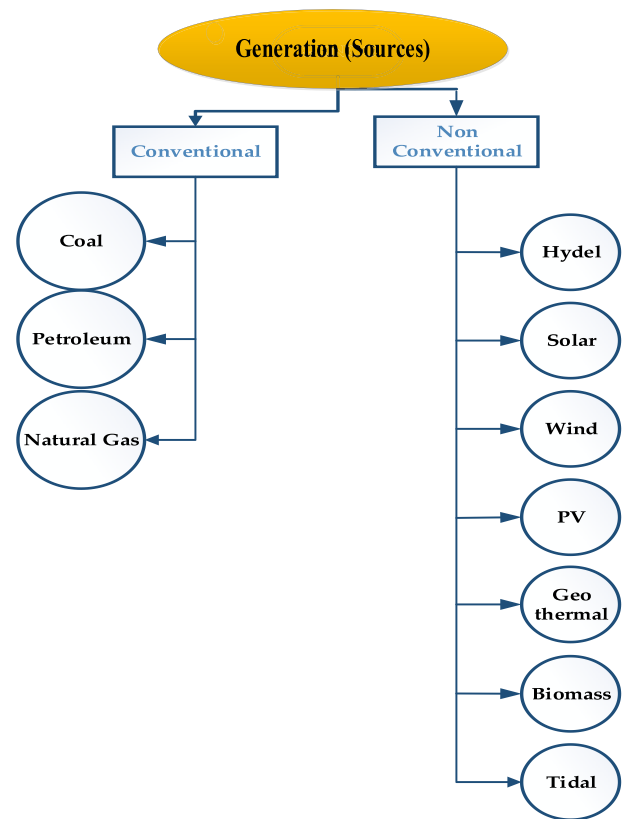 Generation (Sources)
Conventional
Non
Conventional
Coal
Petroleum
Natural Gas
Hydel
Solar
Wind
PV
Geo
thermal
Biomass
Tidal